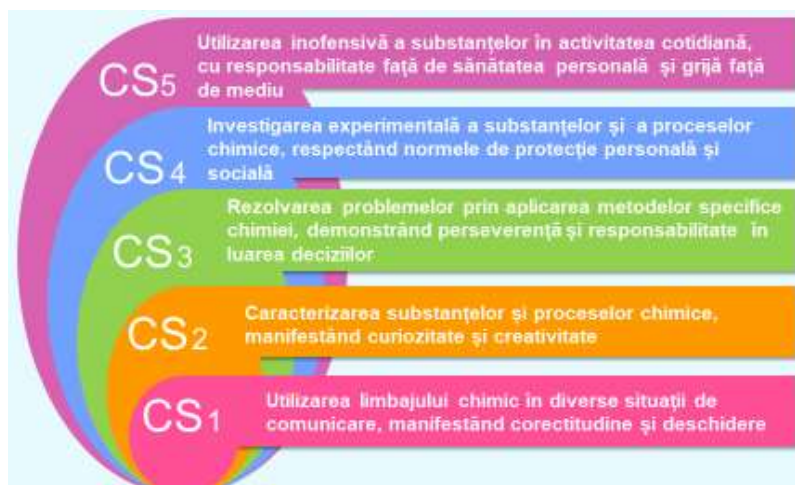 CS5
Utilizarea inofensivă a substanțelor în activitatea cotidiană,
cu responsabilitate față de sănătatea personală și grijă față
de mediu
CS4
Investigarea experimentală a substanțelor și a proselor
chimice, respectând normele de protecție personală și
socială
CS3
Rezolvarea problemelor prin aplicarea metodelor specifice
chimiei, demonstrând perseverență și responsabilitate în
luarea deciziilor
CS2
Caracterizarea substanțelor și proceselor chimice,
manifestând curiozitate și creativitate
CS1
Utilizarea limbajului chimic în diverse situații de
comunicare, manifestând corectitudine și deschidere